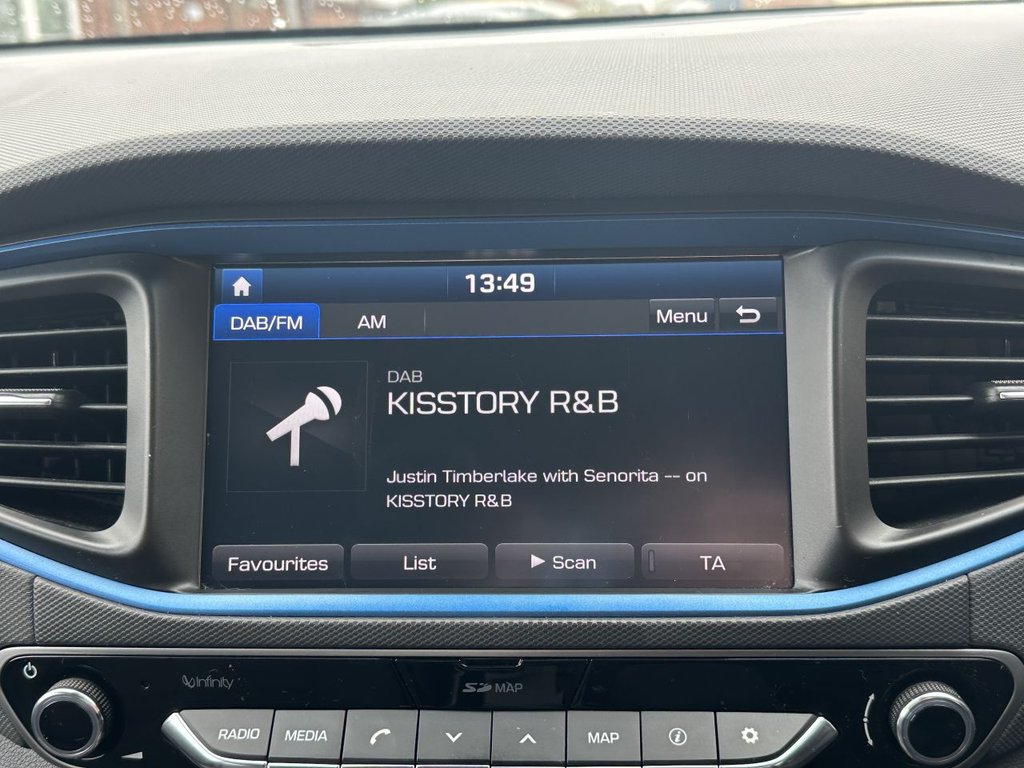 13:49
DAB/FM AM Menu
DAB
KISSTORY R&B
Justin Timberlake with Senorita -- on
KISSTORY R&B
Favourites List Scan TA
Infinity SD MAP
RADIO MEDIA MAP